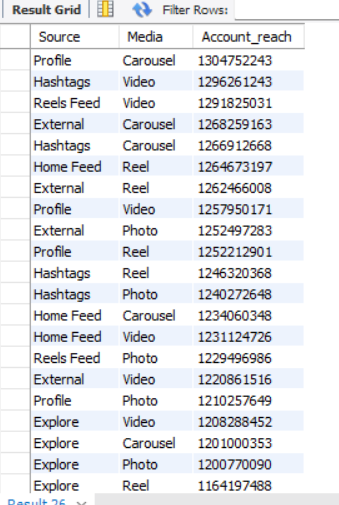 Result Grid Filter Rows:
Source Media Account_reach
Profile Carousel 1304752243
Hashtags Video 1296261243
Reels Feed Video 1291825031
External Carousel 1268259163
Hashtags Carousel 1266912668
Home Feed Reel 1264673197
External Reel 1262466008
Profile Video 1257950171
External Photo 1252497283
Profile Reel 1252212901
Hashtags Reel 1246320368
Hashtags Photo 1240272648
Home Feed Carousel 1234060348
Home Feed Video 1231124726
Reels Feed Photo 1229496986
External Video 1220861516
Profile Photo 1210257649
Explore Video 1208288452
Explore Carousel 1201000353
Explore Photo 1200770090
Explore Reel 1164197488
Result 26